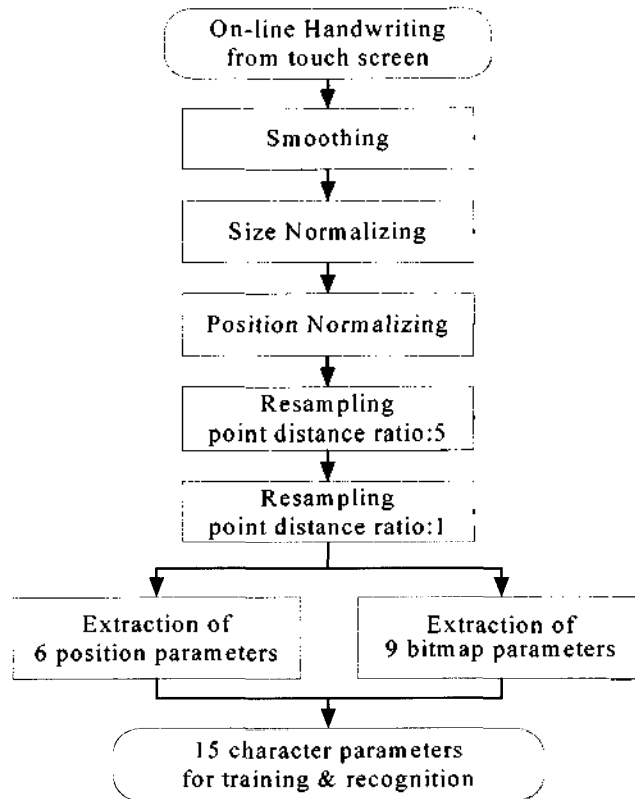 On-line Handwriting
from touch screen
Smoothing
Size Normalizing
Position Normalizing
Resampling
point distance ratio:5
Resampling
point distance ratio:1
Extraction of
6 position parameters
Extraction of
9 bitmap parameters
15 character parameters
for training & recognition